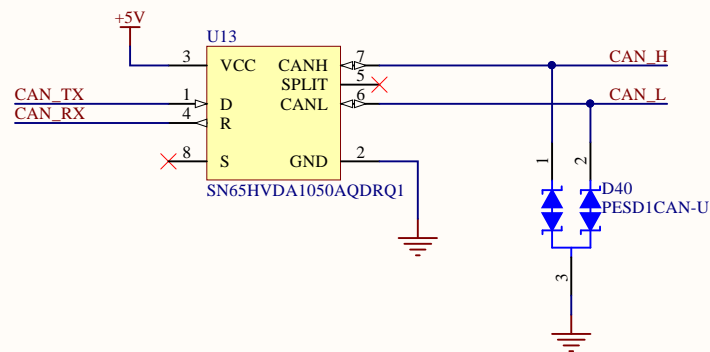 +5V
U13
3 VCC CANH 7 CAN_H
SPLIT 5
CAN_TX 1 D CANL 6 CAN_L
CAN_RX 4 R
8 S GND 2
SN65HVDA1050AQDRQ1
1 2
D40
PESD1CAN-U
3